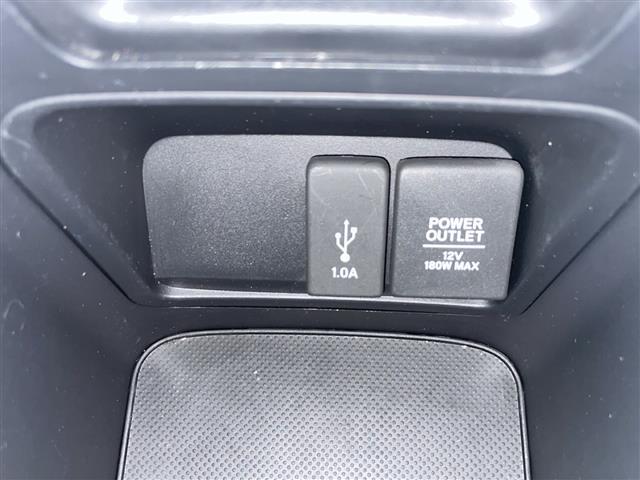 1.0A
POWER
OUTLET
12V
180W MAX